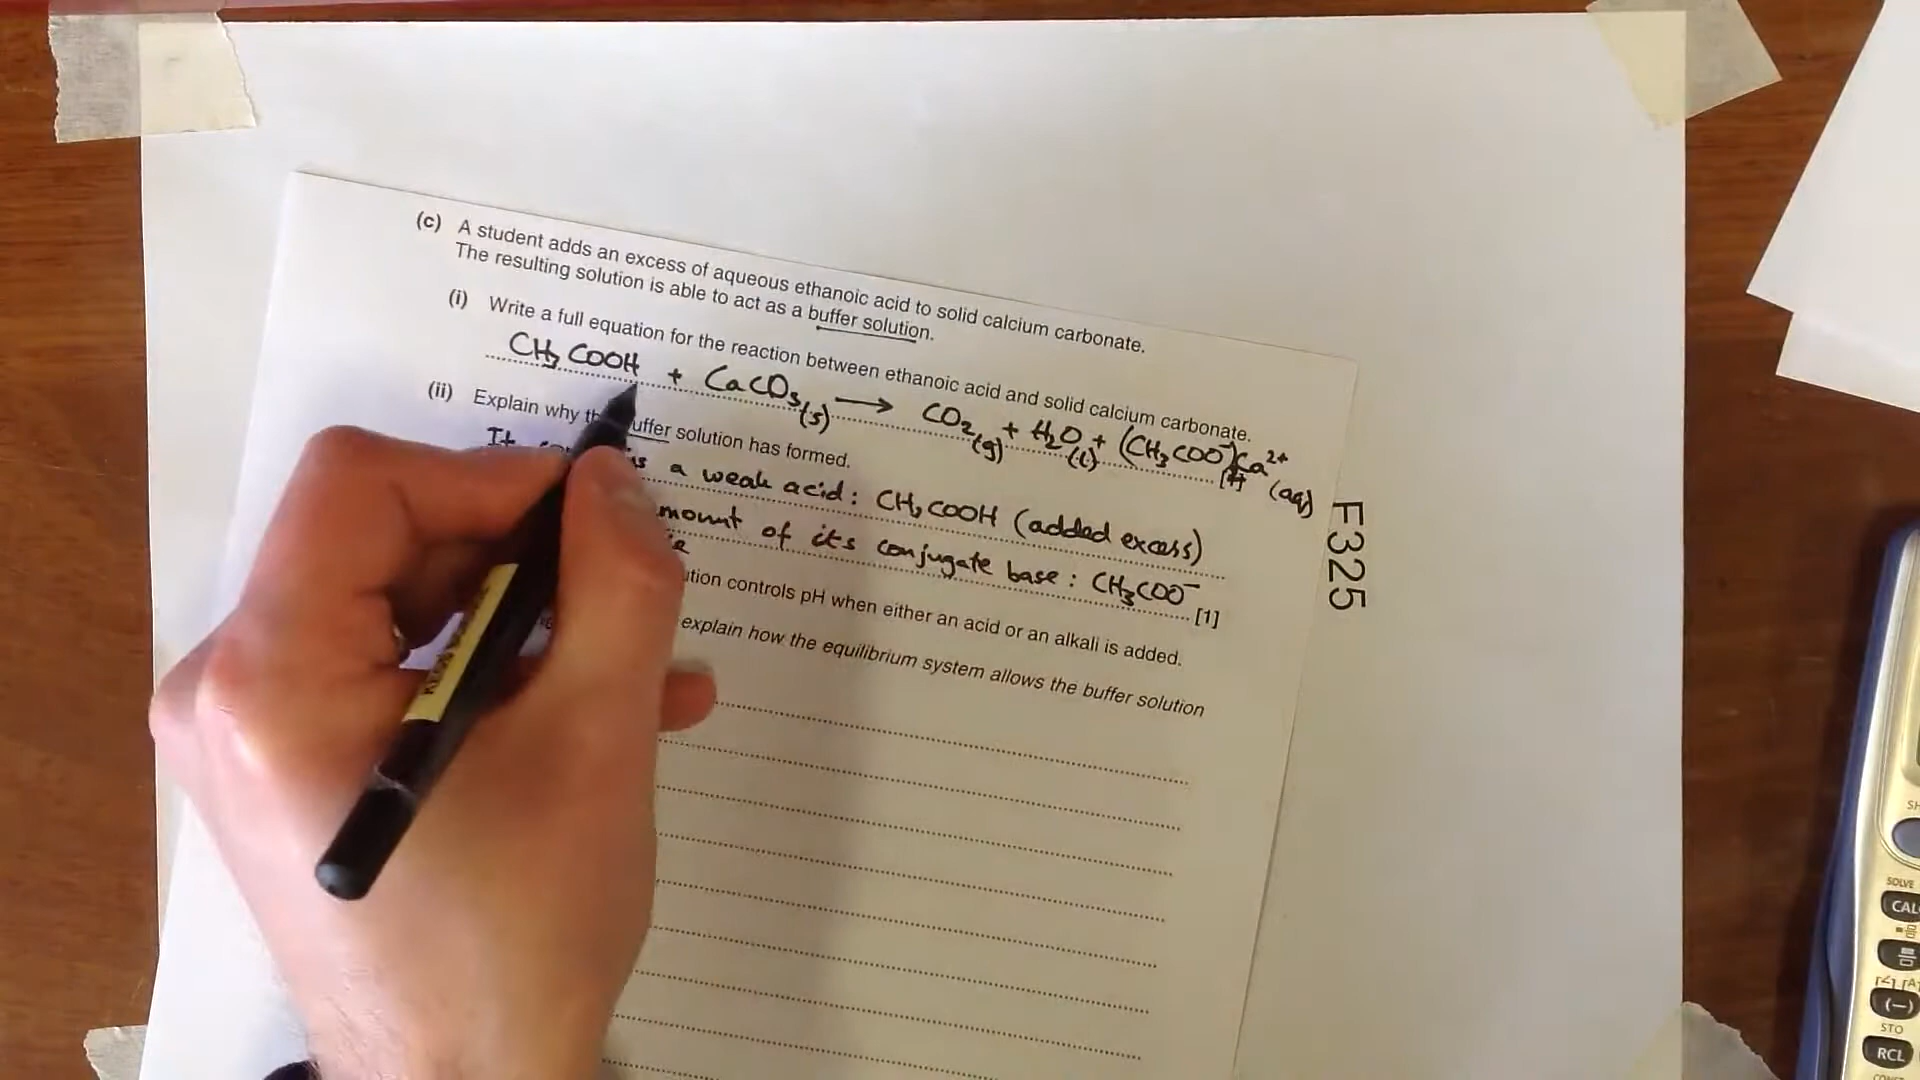 (c) A student adds an excess of aqueous ethanoic acid to solid calcium carbonate.
The resulting solution is able to act as a buffer solution.
(i) Write a full equation for the reaction between ethanoic acid and solid calcium carbonate.
CH₃COOH + CaCO₃(s) → CO₂(g) + H₂O(l) + (CH₃COO⁻)Ca²⁺(aq)
(ii) Explain why buffer solution has formed.
It a weak acid: CH₃COOH (added excess)
of its conjugate base: CH₃COO⁻ [1]
controls pH when either an acid or an alkali is added.
explain how the equilibrium system allows the buffer solution
F325
SOLVE
STO
RCL
(−)